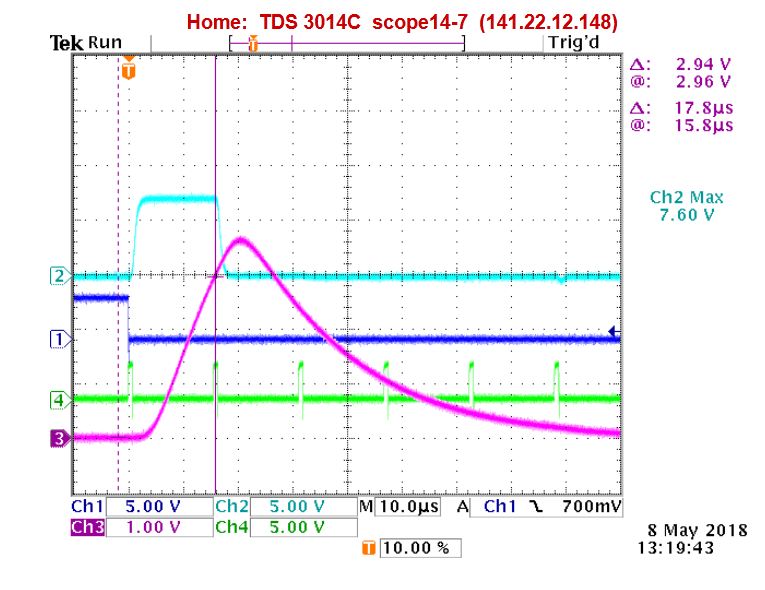 Home: TDS 3014C scope14-7 (141.22.12.148)
Tek Run Trig'd
T
T
Δ: 2.94 V
@: 2.96 V
Δ: 17.8µs
@: 15.8µs
Ch2 Max
7.60 V
2
1
4
3
Ch1 5.00 V Ch2 5.00 V M 10.0µs A Ch1 700mV
Ch3 1.00 V Ch4 5.00 V
T 10.00 %
8 May 2018
13:19:43